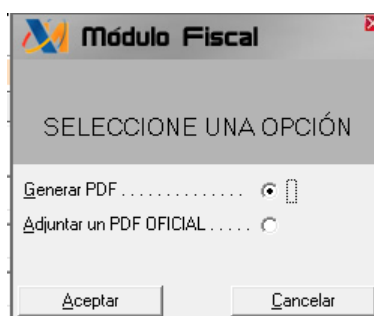 Módulo Fiscal
SELECCIONE UNA OPCIÓN
Generar PDF . . . . . . . . . . . . . .
Adjuntar un PDF OFICIAL . . . . .
Aceptar
Cancelar